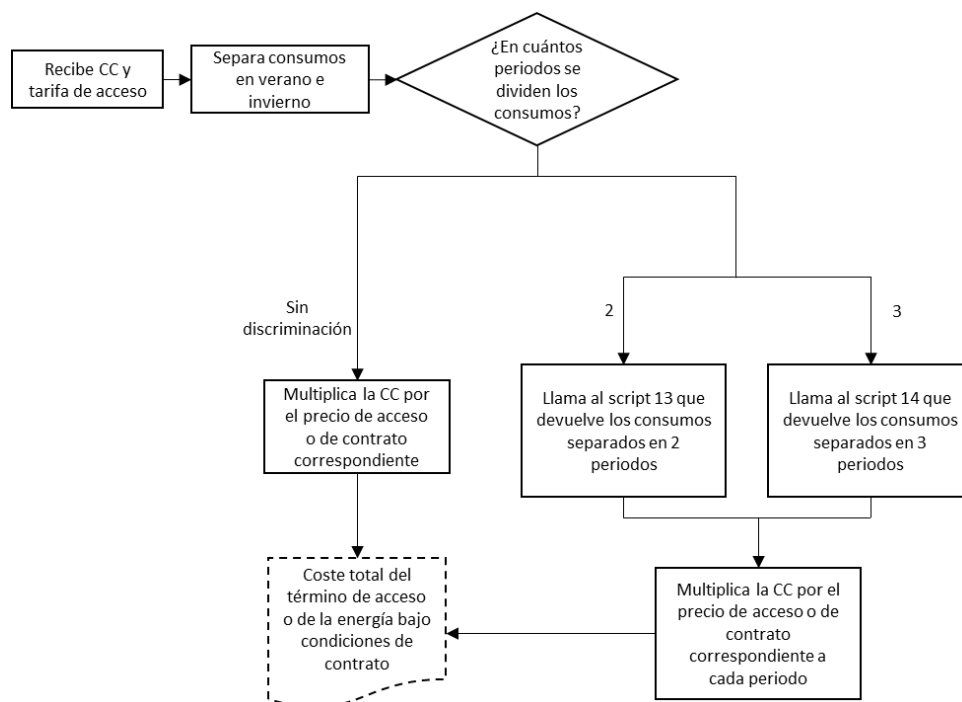 Recibe CC y
tarifa de acceso
Separa consumos
en verano e
invierno
¿En cuántos
periodos se
dividen los
consumos?
Sin
discriminación
2
3
Multiplica la CC por
el precio de acceso
o de contrato
correspondiente
Llama al script 13 que
devuelve los consumos
separados en 2
periodos
Llama al script 14 que
devuelve los consumos
separados en 3
periodos
Coste total del
término de acceso
o de la energía bajo
condiciones de
contrato
Multiplica la CC por el
precio de acceso o de
contrato
correspondiente a
cada periodo